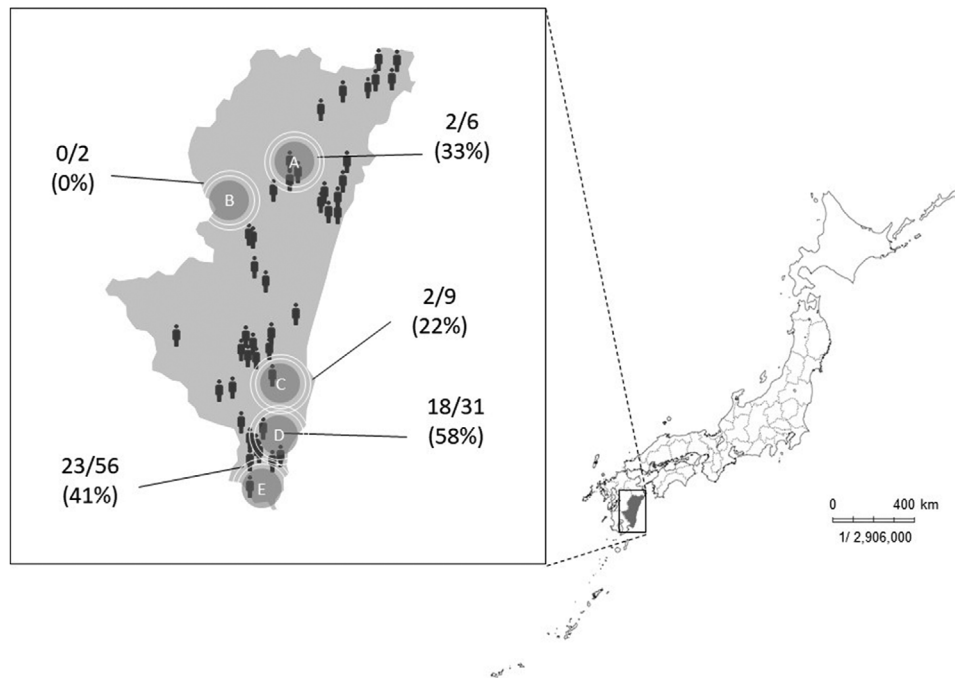 2/6
(33%)
0/2
(0%)
A
B
2/9
(22%)
C
18/31
(58%)
D
23/56
(41%)
E
0 400 km
1/ 2,906,000